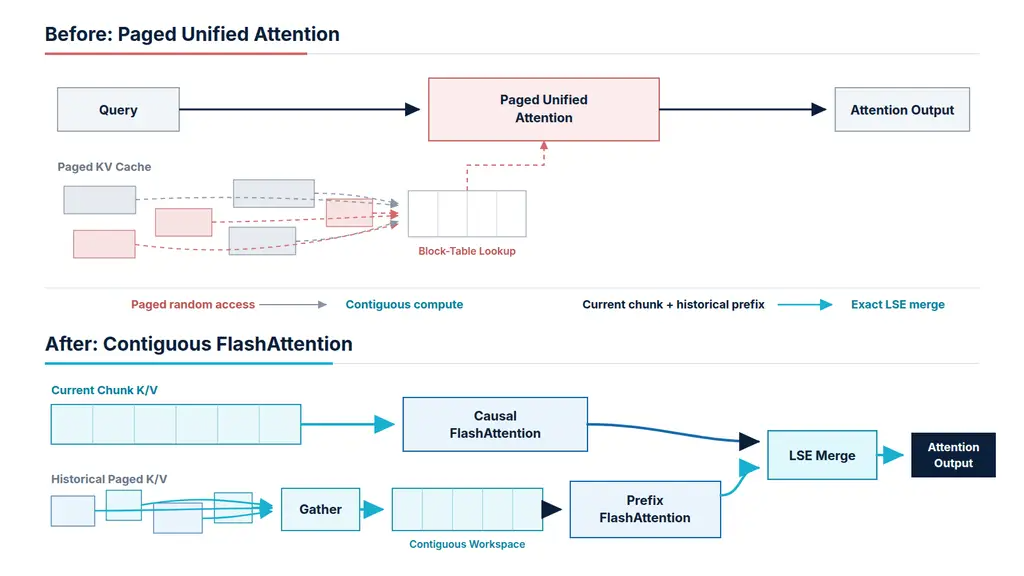 Before: Paged Unified Attention
Query
Paged Unified
Attention
Attention Output
Paged KV Cache
Block-Table Lookup
Paged random access
Contiguous compute
Current chunk + historical prefix
Exact LSE merge
After: Contiguous FlashAttention
Current Chunk K/V
Causal
FlashAttention
LSE Merge
Attention
Output
Historical Paged K/V
Gather
Contiguous Workspace
Prefix
FlashAttention